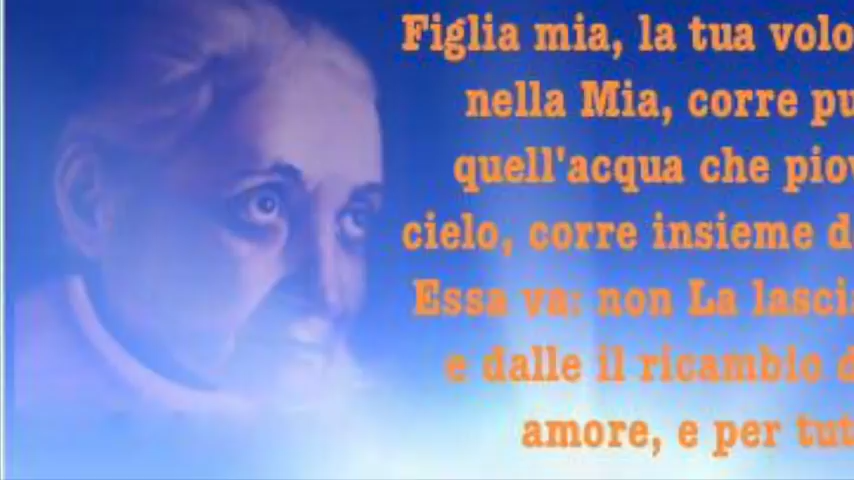 Figlia mia, la tua volo
nella Mia, corre pu
quell'acqua che piov
cielo, corre insieme d
Essa va: non La lascia
e dalle il ricambio d
amore, e per tut